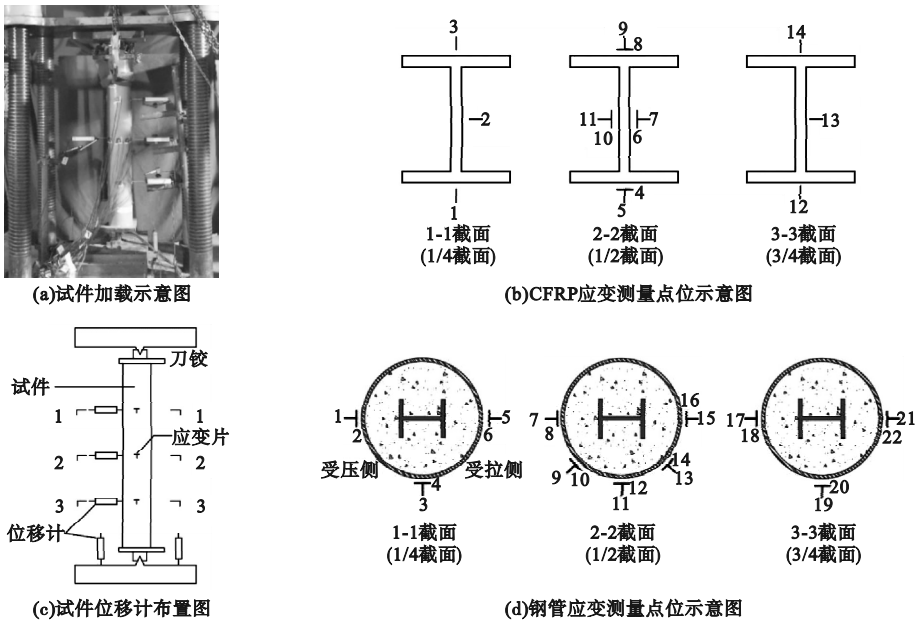 3
2
1
1-1截面
(1/4截面)
9
8
11
10
7
6
4
5
2-2截面
(1/2截面)
14
13
12
3-3截面
(3/4截面)
(a)试件加载示意图
(b)CFRP应变测量点位示意图
刀铰
试件
1
1
应变片
2
2
3
3
位移计
(c)试件位移计布置图
1
2
5
6
受压侧
受拉侧
4
3
1-1截面
(1/4截面)
7
8
16
15
9
10
14
13
12
11
2-2截面
(1/2截面)
17
18
21
22
20
19
3-3截面
(3/4截面)
(d)钢管应变测量点位示意图